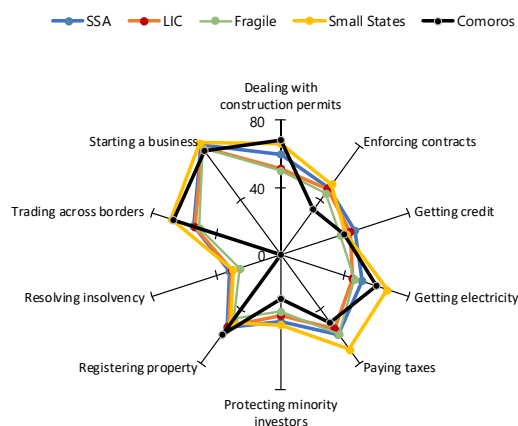 SSA LIC Fragile Small States Comoros
Dealing with
construction permits
80
Starting a business
Enforcing contracts
40
Trading across borders
Getting credit
0
Resolving insolvency
Getting electricity
Registering property
Paying taxes
Protecting minority
investors